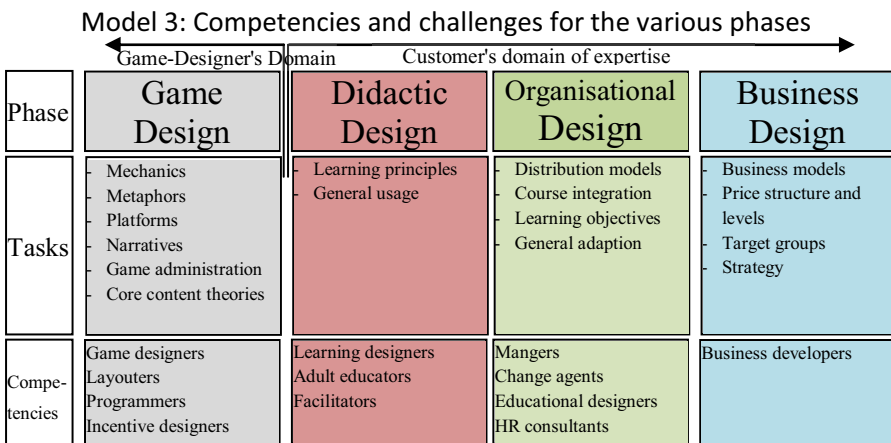 Model 3: Competencies and challenges for the various phases
Game-Designer's Domain
Customer's domain of expertise
Phase
Game
Design
Didactic
Design
Organisational
Design
Business
Design
Tasks
- Mechanics
- Metaphors
- Platforms
- Narratives
- Game administration
- Core content theories
- Learning principles
- General usage
- Distribution models
- Course integration
- Learning objectives
- General adaption
- Business models
- Price structure and
levels
- Target groups
- Strategy
Compe-
tencies
Game designers
Layouters
Programmers
Incentive designers
Learning designers
Adult educators
Facilitators
Mangers
Change agents
Educational designers
HR consultants
Business developers